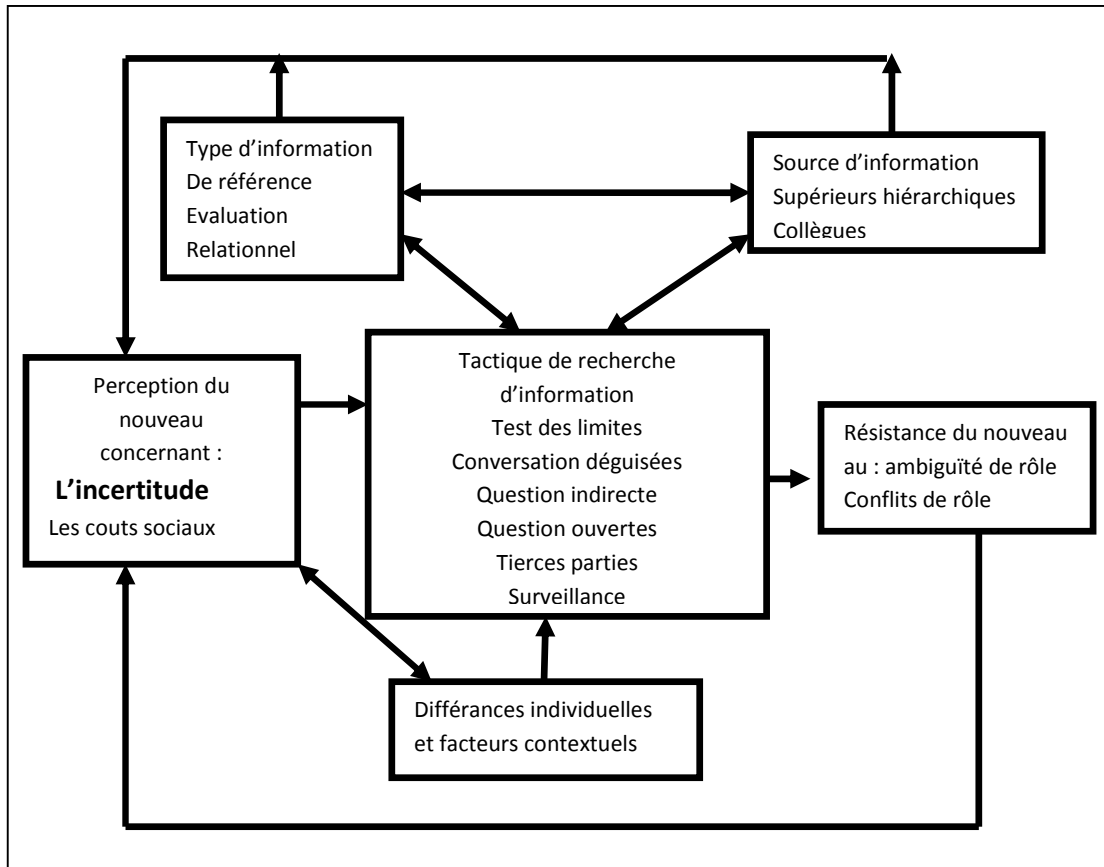 Type d’information
De référence
Evaluation
Relationnel
Source d’information
Supérieurs hiérarchiques
Collègues
Perception du
nouveau
concernant :
L’incertitude
Les couts sociaux
Tactique de recherche
d’information
Test des limites
Conversation déguisées
Question indirecte
Question ouvertes
Tierces parties
Surveillance
Résistance du nouveau
au : ambiguïté de rôle
Conflits de rôle
Différances individuelles
et facteurs contextuels